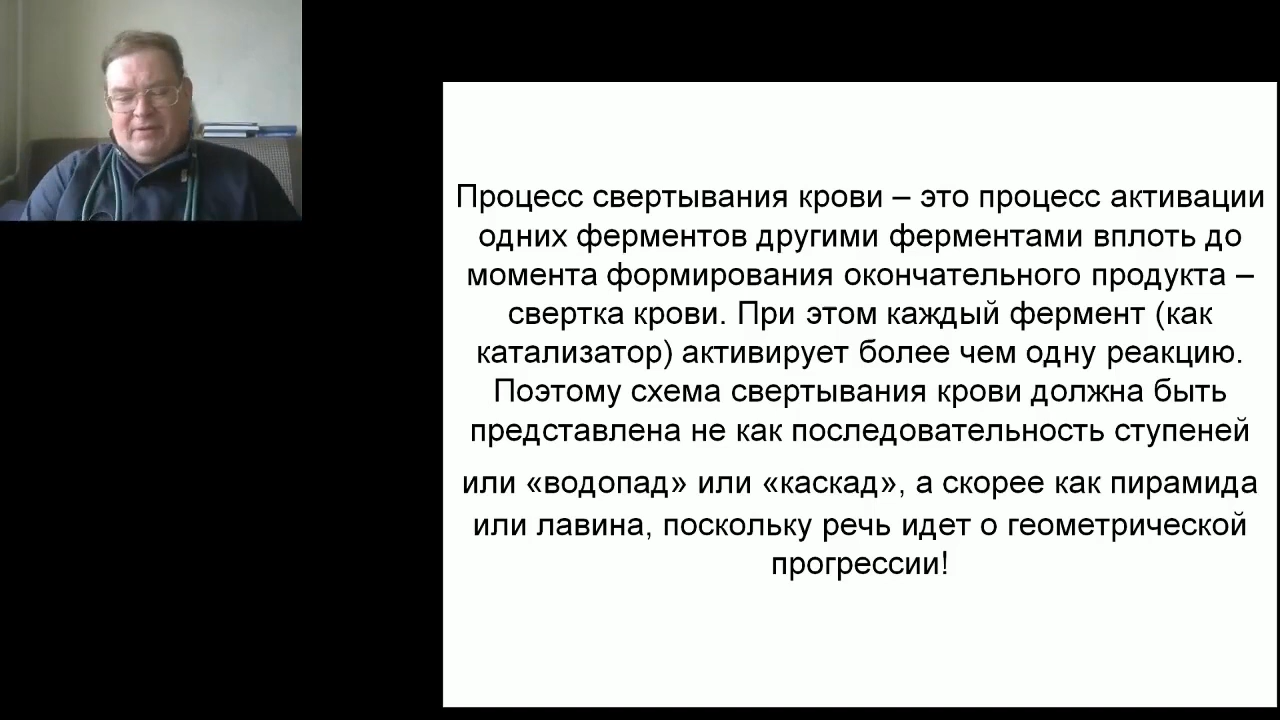 Процесс свертывания крови – это процесс активации
одних ферментов другими ферментами вплоть до
момента формирования окончательного продукта –
свертка крови. При этом каждый фермент (как
катализатор) активирует более чем одну реакцию.
Поэтому схема свертывания крови должна быть
представлена не как последовательность ступеней
или «водопад» или «каскад», а скорее как пирамида
или лавина, поскольку речь идет о геометрической
прогрессии!